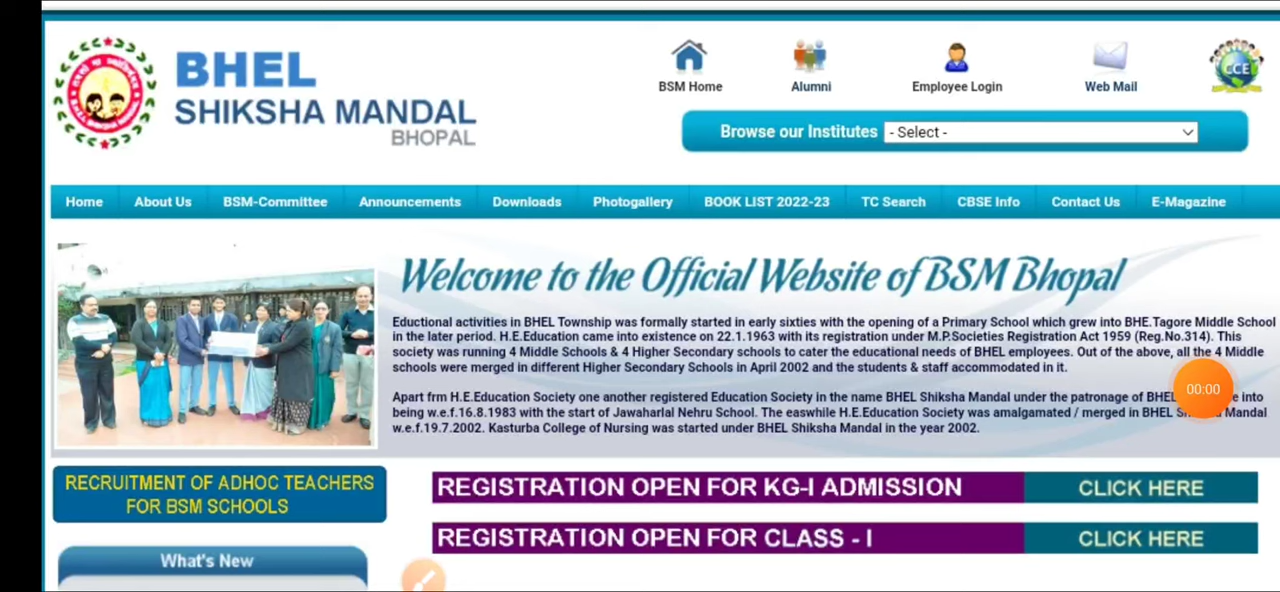 BHEL
SHIKSHA MANDAL
BHOPAL
BSM Home
Alumni
Employee Login
Web Mail
CCE
Browse our Institutes
- Select -
Home
About Us
BSM-Committee
Announcements
Downloads
Photogallery
BOOK LIST 2022-23
TC Search
CBSE Info
Contact Us
E-Magazine
Welcome to the Official Website of BSM Bhopal
Eductional activities in BHEL Township was formally started in early sixties with the opening of a Primary School which grew into BHE.Tagore Middle School
in the later period. H.E.Education came into existence on 22.1.1963 with its registration under M.P.Societies Registration Act 1959 (Reg.No.314). This
society was running 4 Middle Schools & 4 Higher Secondary schools to cater the educational needs of BHEL employees. Out of the above, all the 4 Middle
schools were merged in different Higher Secondary Schools in April 2002 and the students & staff accommodated in it.
Apart frm H.E.Education Society one another registered Education Society in the name BHEL Shiksha Mandal under the patronage of BHEL into
being w.e.f.16.8.1983 with the start of Jawaharlal Nehru School. The easwhile H.E.Education Society was amalgamated / merged in BHEL Mandal
w.e.f.19.7.2002. Kasturba College of Nursing was started under BHEL Shiksha Mandal in the year 2002.
00:00
RECRUITMENT OF ADHOC TEACHERS
FOR BSM SCHOOLS
REGISTRATION OPEN FOR KG-I ADMISSION
CLICK HERE
REGISTRATION OPEN FOR CLASS - I
CLICK HERE
What's New